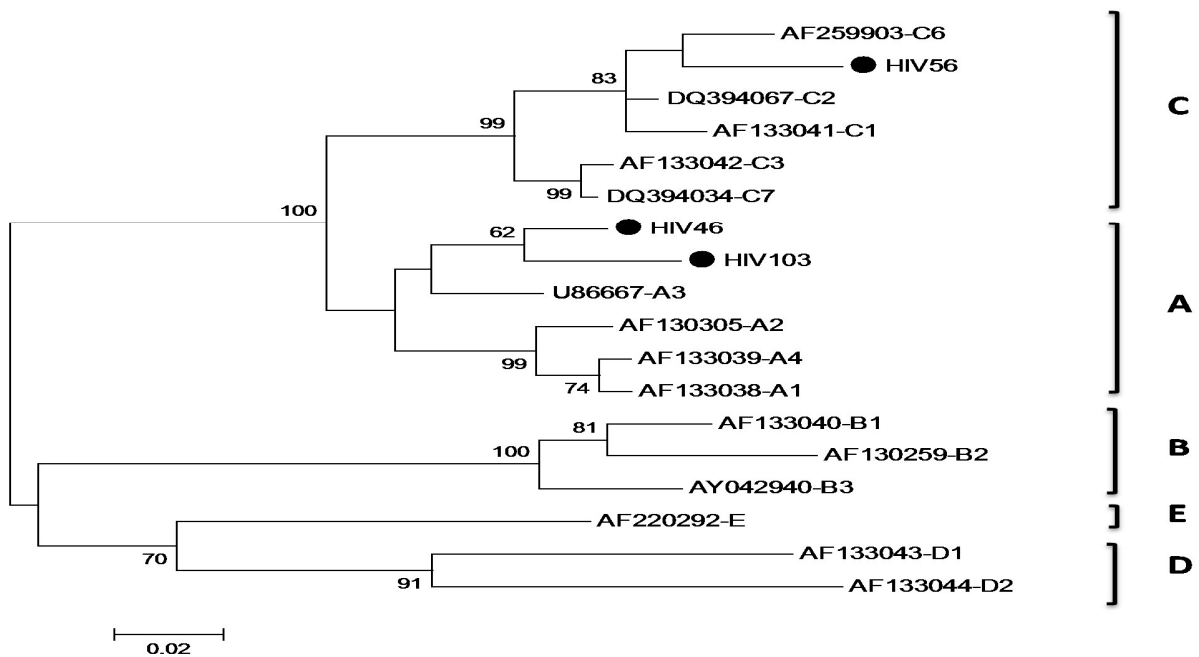 AF259903-C6
HIV56
83
DQ394067-C2
C
99
AF133041-C1
AF133042-C3
99
DQ394034-C7
100
62
HIV46
HIV103
U86667-A3
A
AF130305-A2
99
AF133039-A4
74
AF133038-A1
81
AF133040-B1
100
AF130259-B2
B
AY042940-B3
AF220292-E
E
70
AF133043-D1
D
91
AF133044-D2
0.02